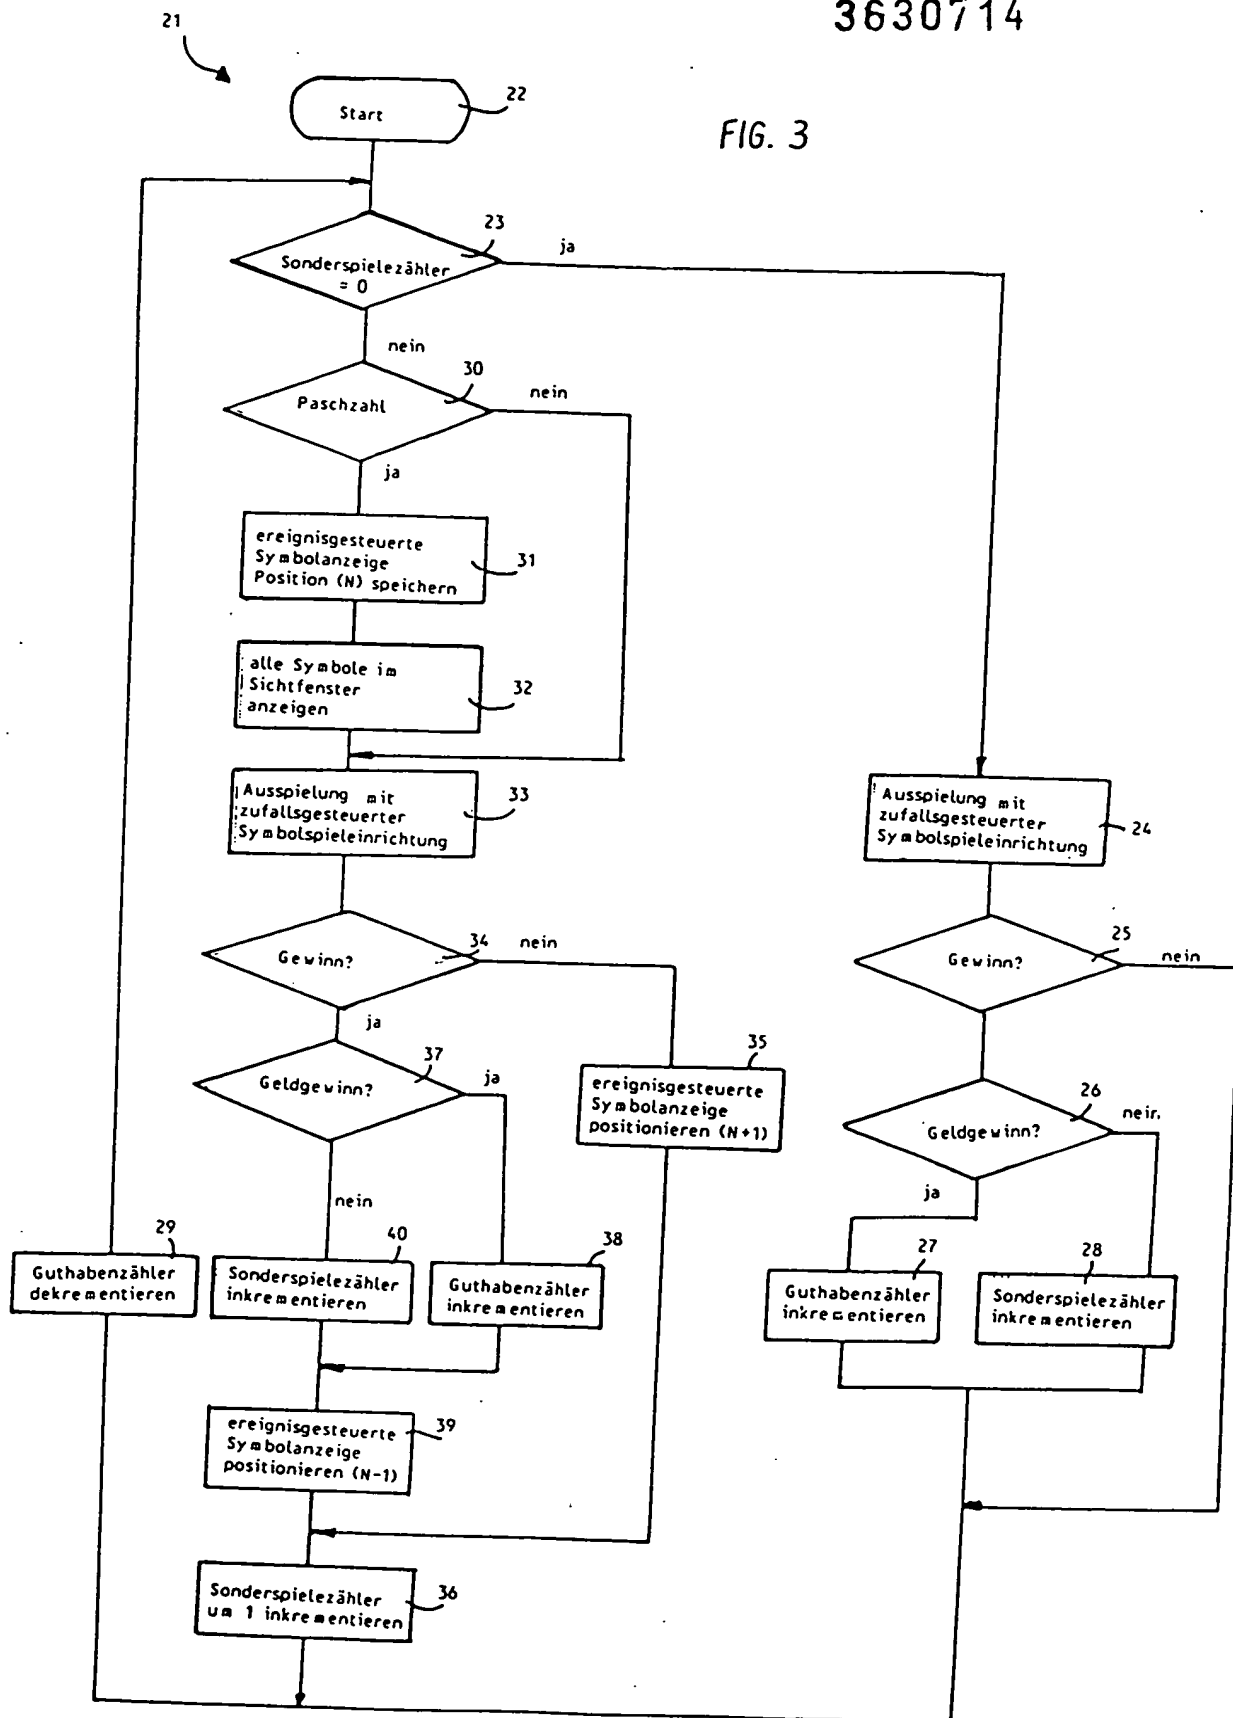 3630714
21
Start
22
FIG. 3
23
ja
Sonderspielezähler
= 0
nein
30
nein
Paschzahl
ja
ereignisgesteuerte
Symbolanzeige
Position (N) speichern
31
alle Symbole im
Sichtfenster
anzeigen
32
Ausspielung mit
zufallsgesteuerter
Symbolspieleinrichtung
33
Ausspielung mit
zufallsgesteuerter
Symbolspieleinrichtung
24
Gewinn?
34
nein
Gewinn?
25
nein
ja
37
Geldgewinn?
ja
35
ereignisgesteuerte
Symbolanzeige
positionieren (N+1)
26
neir.
Geldgewinn?
ja
nein
29
Guthabenzähler
dekrementieren
40
Sonderspielezähler
inkrementieren
38
Guthabenzähler
inkrementieren
27
Guthabenzähler
inkrementieren
28
Sonderspielezähler
inkrementieren
ereignisgesteuerte
Symbolanzeige
positionieren (N-1)
39
Sonderspielezähler
um 1 inkrementieren
36